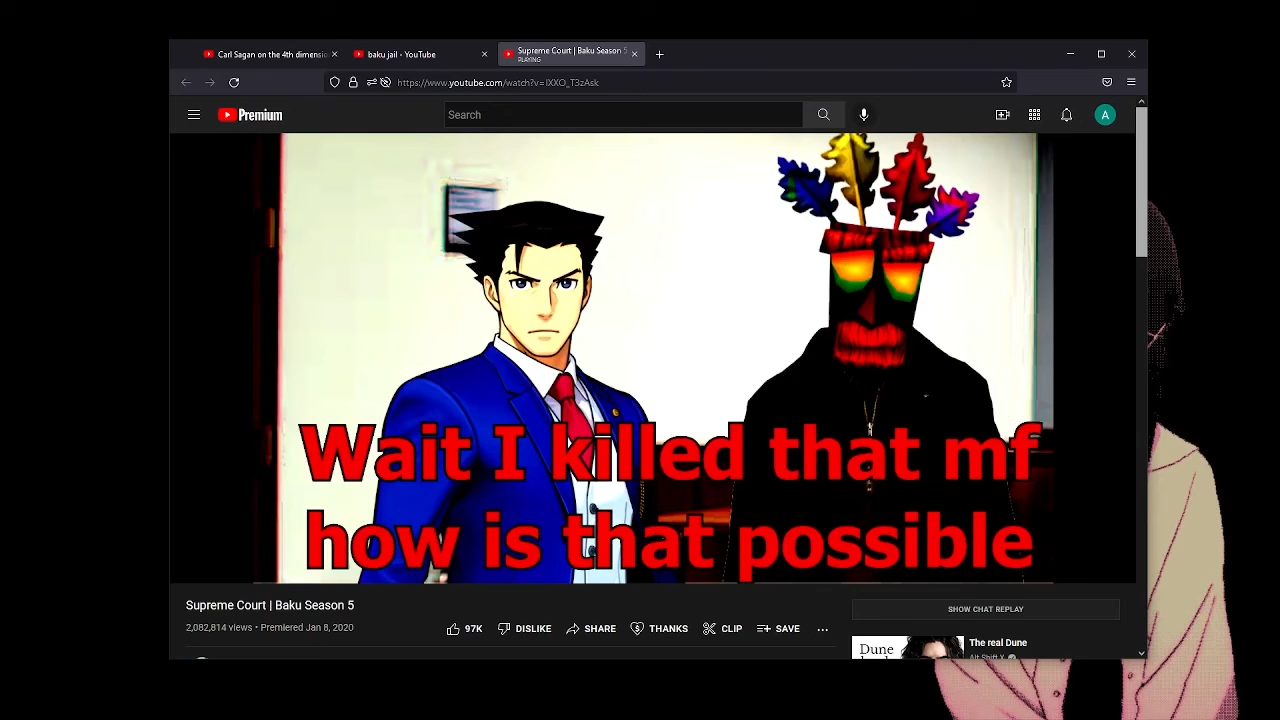 Carl Sagan on the 4th dimensio
baku jail - YouTube
Supreme Court | Baku Season 5
PLAYING
https://www.youtube.com/watch?v=IXXO_T3zAsk
Premium
Search
A
Wait I killed that mf
how is that possible
Supreme Court | Baku Season 5
2,082,814 views • Premiered Jan 8, 2020
97K
DISLIKE
SHARE
THANKS
CLIP
SAVE
SHOW CHAT REPLAY
Dune
The real Dune
Alt Shift X